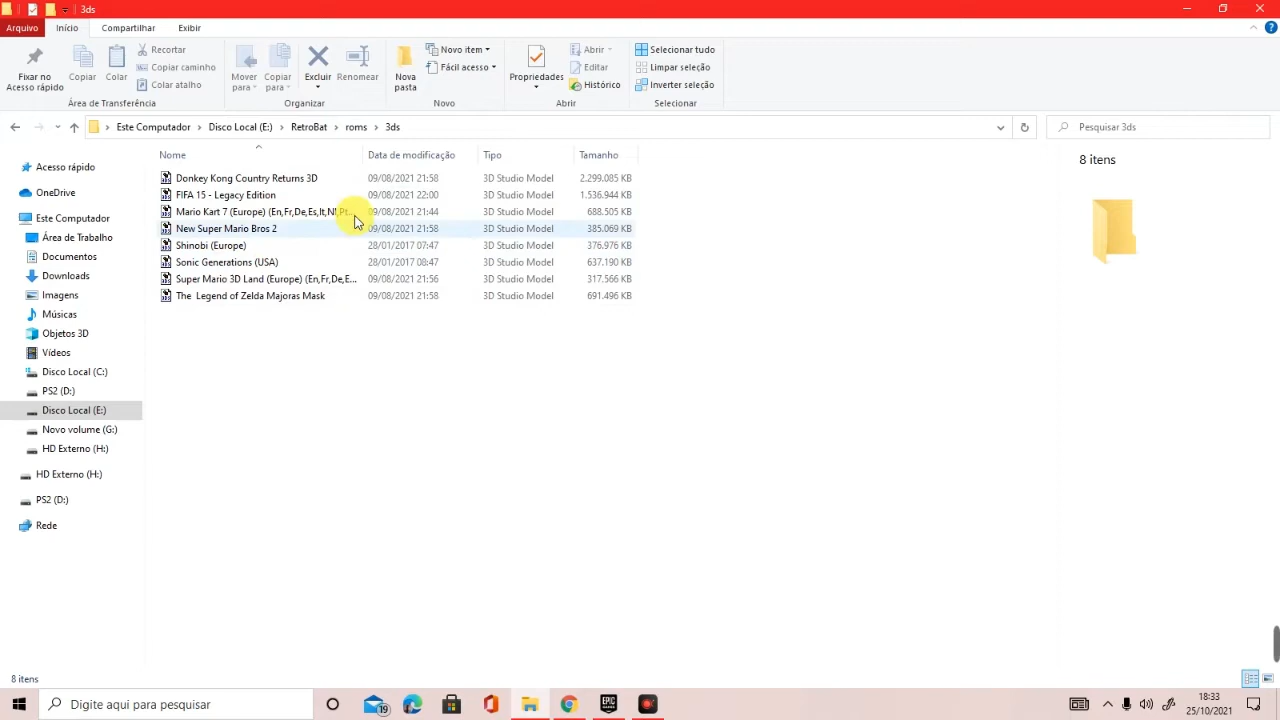 3ds
Arquivo Início Compartilhar Exibir
Fixar no Acesso rápido
Copiar
Colar
Recortar
Copiar caminho
Colar atalho
Área de Transferência
Mover para
Copiar para
Excluir
Renomear
Organizar
Nova pasta
Novo item
Fácil acesso
Novo
Propriedades
Abrir
Editar
Histórico
Abrir
Selecionar tudo
Limpar seleção
Inverter seleção
Selecionar
Este Computador › Disco Local (E:) › RetroBat › roms › 3ds
Pesquisar 3ds
Acesso rápido
OneDrive
Este Computador
Área de Trabalho
Documentos
Downloads
Imagens
Músicas
Objetos 3D
Vídeos
Disco Local (C:)
PS2 (D:)
Disco Local (E:)
Novo volume (G:)
HD Externo (H:)
HD Externo (H:)
PS2 (D:)
Rede
Nome Data de modificação Tipo Tamanho
Donkey Kong Country Returns 3D 09/08/2021 21:58 3D Studio Model 2.299.085 KB
FIFA 15 - Legacy Edition 09/08/2021 22:00 3D Studio Model 1.536.944 KB
Mario Kart 7 (Europe) (En,Fr,De,Es,It,Nl,Pt... 09/08/2021 21:44 3D Studio Model 688.505 KB
New Super Mario Bros 2 09/08/2021 21:58 3D Studio Model 385.069 KB
Shinobi (Europe) 28/01/2017 07:47 3D Studio Model 376.976 KB
Sonic Generations (USA) 28/01/2017 08:47 3D Studio Model 637.190 KB
Super Mario 3D Land (Europe) (En,Fr,De,E... 09/08/2021 21:56 3D Studio Model 317.566 KB
The Legend of Zelda Majoras Mask 09/08/2021 21:58 3D Studio Model 691.496 KB
8 itens
8 itens
Digite aqui para pesquisar
19
EPIC GAMES
18:33
25/10/2021